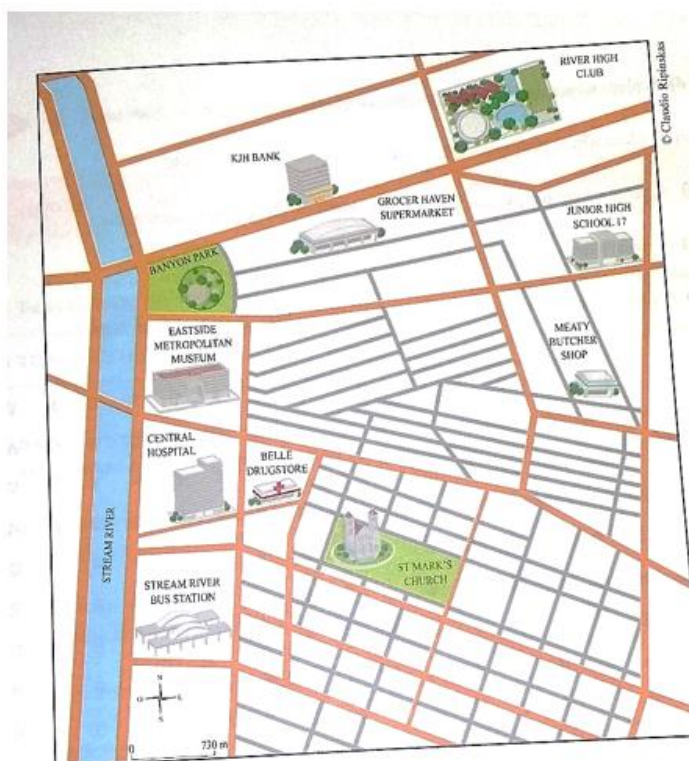 © Claudio Ripinskas
RIVER HIGH
CLUB
KJH BANK
GROCER HAVEN
SUPERMARKET
JUNIOR HIGH
SCHOOL 17
BANYON PARK
EASTSIDE
METROPOLITAN
MUSEUM
MEATY
BUTCHER
SHOP
CENTRAL
HOSPITAL
BELLE
DRUGSTORE
STREAM RIVER
ST MARK'S
CHURCH
STREAM RIVER
BUS STATION
N
O
L
S
0
730 m